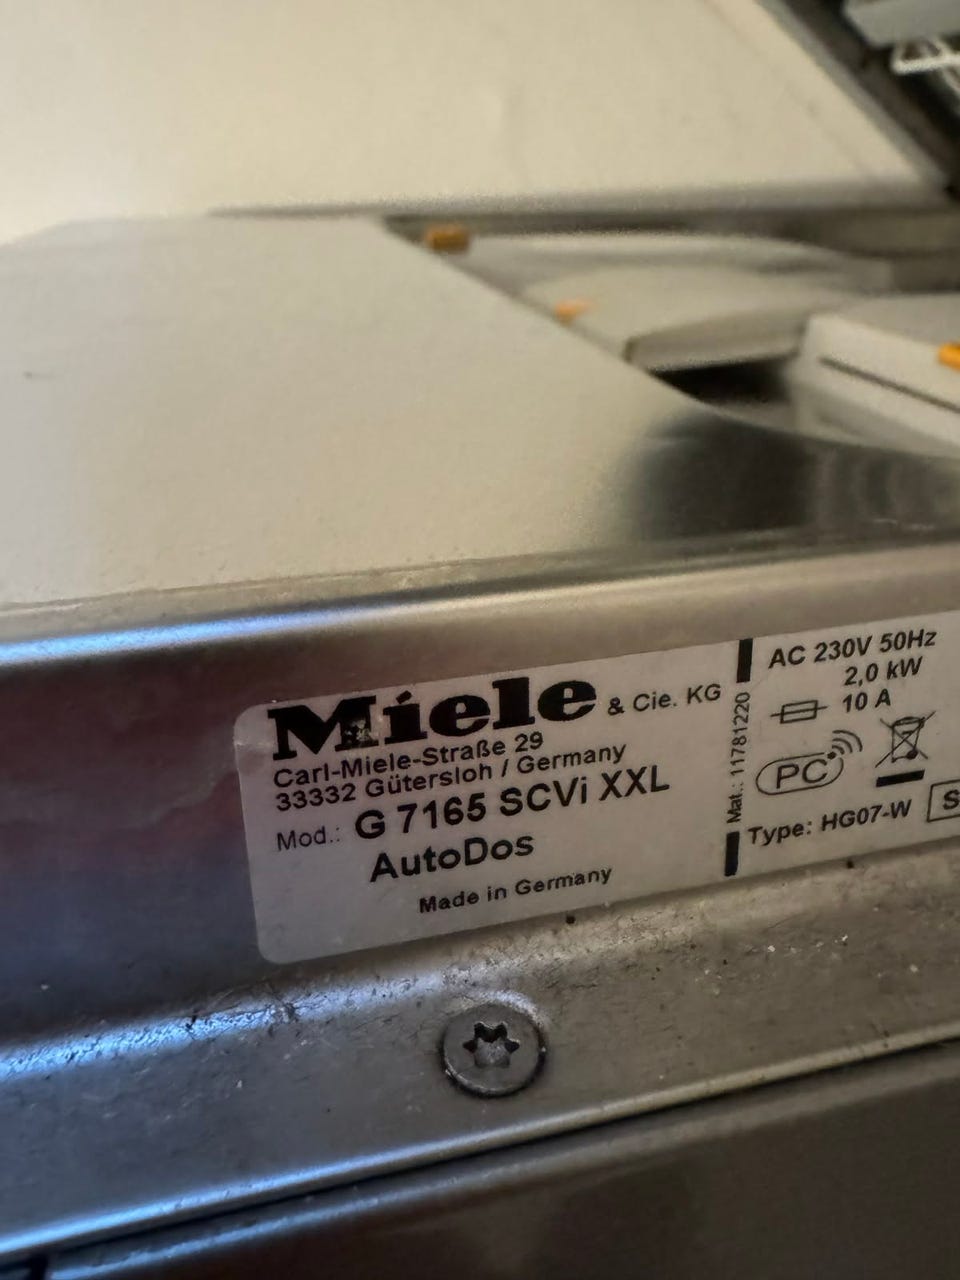 Miele & Cie. KG
Carl-Miele-Straße 29
33332 Gütersloh / Germany
Mod.: G 7165 SCVi XXL
AutoDos
Made in Germany
Mat.: 11781220
AC 230V 50Hz
2,0 kW
10 A
PC
Type: HG07-W
S